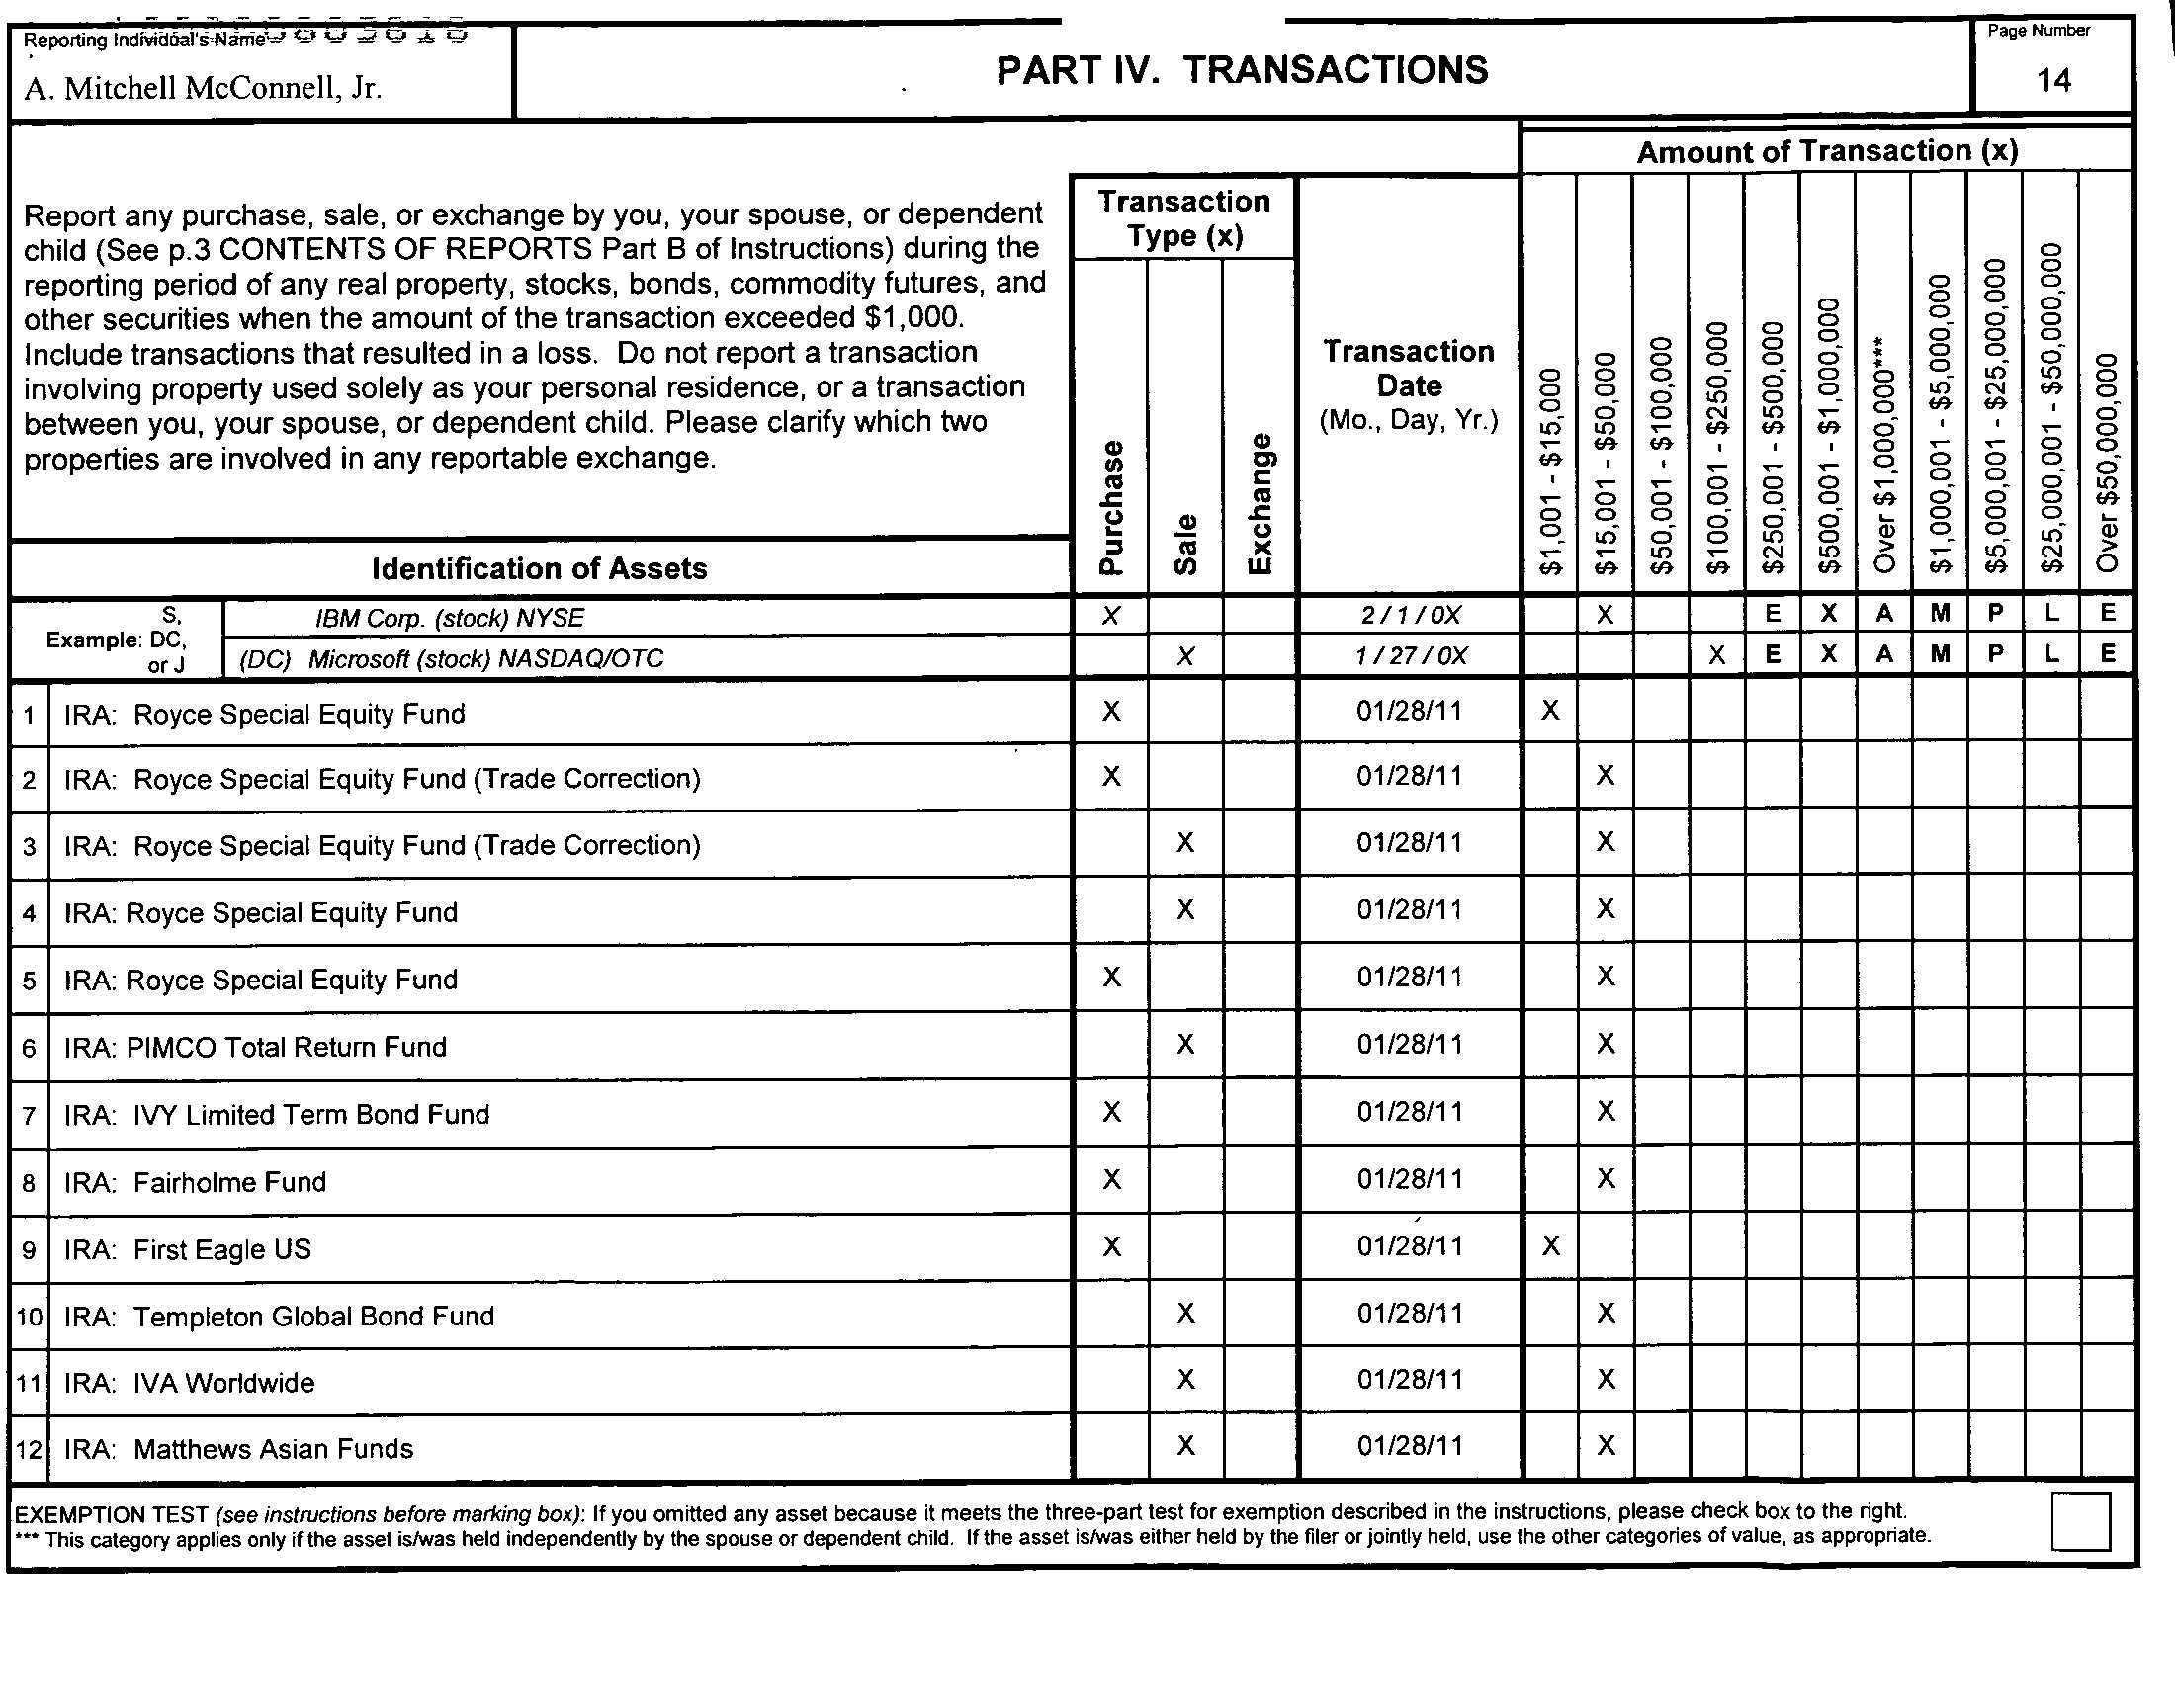 Reporting Individual's Name
A. Mitchell McConnell, Jr.
PART IV. TRANSACTIONS
Page Number
14
Report any purchase, sale, or exchange by you, your spouse, or dependent
child (See p.3 CONTENTS OF REPORTS Part B of Instructions) during the
reporting period of any real property, stocks, bonds, commodity futures, and
other securities when the amount of the transaction exceeded $1,000.
Include transactions that resulted in a loss. Do not report a transaction
involving property used solely as your personal residence, or a transaction
between you, your spouse, or dependent child. Please clarify which two
properties are involved in any reportable exchange.
Identification of Assets
Transaction
Type (x)
Purchase
Sale
Exchange
Transaction
Date
(Mo., Day, Yr.)
Amount of Transaction (x)
$1,001 - $15,000
$15,001 - $50,000
$50,001 - $100,000
$100,001 - $250,000
$250,001 - $500,000
$500,001 - $1,000,000
Over $1,000,000***
$1,000,001 - $5,000,000
$5,000,001 - $25,000,000
$25,000,001 - $50,000,000
Over $50,000,000
S,
Example: DC,
or J
IBM Corp. (stock) NYSE X 2 / 1 / 0X X E X A M P L E
(DC) Microsoft (stock) NASDAQ/OTC X 1 / 27 / 0X X E X A M P L E
1 IRA: Royce Special Equity Fund X 01/28/11 X
2 IRA: Royce Special Equity Fund (Trade Correction) X 01/28/11 X
3 IRA: Royce Special Equity Fund (Trade Correction) X 01/28/11 X
4 IRA: Royce Special Equity Fund X 01/28/11 X
5 IRA: Royce Special Equity Fund X 01/28/11 X
6 IRA: PIMCO Total Return Fund X 01/28/11 X
7 IRA: IVY Limited Term Bond Fund X 01/28/11 X
8 IRA: Fairholme Fund X 01/28/11 X
9 IRA: First Eagle US X 01/28/11 X
10 IRA: Templeton Global Bond Fund X 01/28/11 X
11 IRA: IVA Worldwide X 01/28/11 X
12 IRA: Matthews Asian Funds X 01/28/11 X
EXEMPTION TEST (see instructions before marking box): If you omitted any asset because it meets the three-part test for exemption described in the instructions, please check box to the right.
*** This category applies only if the asset is/was held independently by the spouse or dependent child. If the asset is/was either held by the filer or jointly held, use the other categories of value, as appropriate.